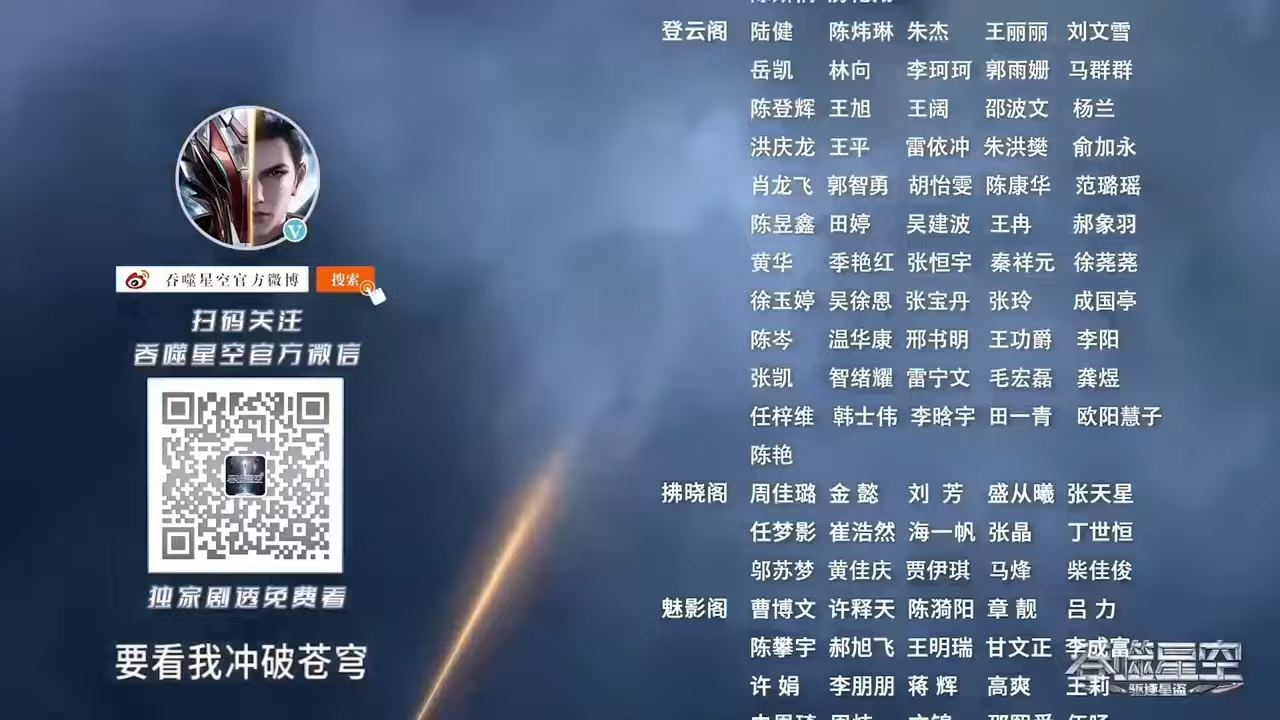 登云阁 陆健 陈炜琳 朱杰 王丽丽 刘文雪
岳凯 林向 李珂珂 郭雨姗 马群群
陈登辉 王旭 王阔 邵波文 杨兰
洪庆龙 王平 雷依冲 朱洪樊 俞加永
肖龙飞 郭智勇 胡怡雯 陈康华 范璐瑶
陈昱鑫 田婷 吴建波 王冉 郝象羽
黄华 季艳红 张恒宇 秦祥元 徐荛荛
徐玉婷 吴徐恩 张宝丹 张玲 成国亭
陈岑 温华康 邢书明 王功爵 李阳
张凯 智绪耀 雷宁文 毛宏磊 龚煜
任梓维 韩士伟 李晗宇 田一青 欧阳慧子
陈艳
拂晓阁 周佳璐 金懿 刘芳 盛从曦 张天星
任梦影 崔浩然 海一帆 张晶 丁世恒
邬苏梦 黄佳庆 贾伊琪 马烽 柴佳俊
魅影阁 曹博文 许释天 陈漪阳 章靓 吕力
陈攀宇 郝旭飞 王明瑞 甘文正 李成富
许娟 李朋朋 蒋辉 高爽 王莉
吞噬星空官方微博 搜索
扫码关注
吞噬星空官方微信
独家剧透免费看
要看我冲破苍穹
吞噬星空
驱逐星盗